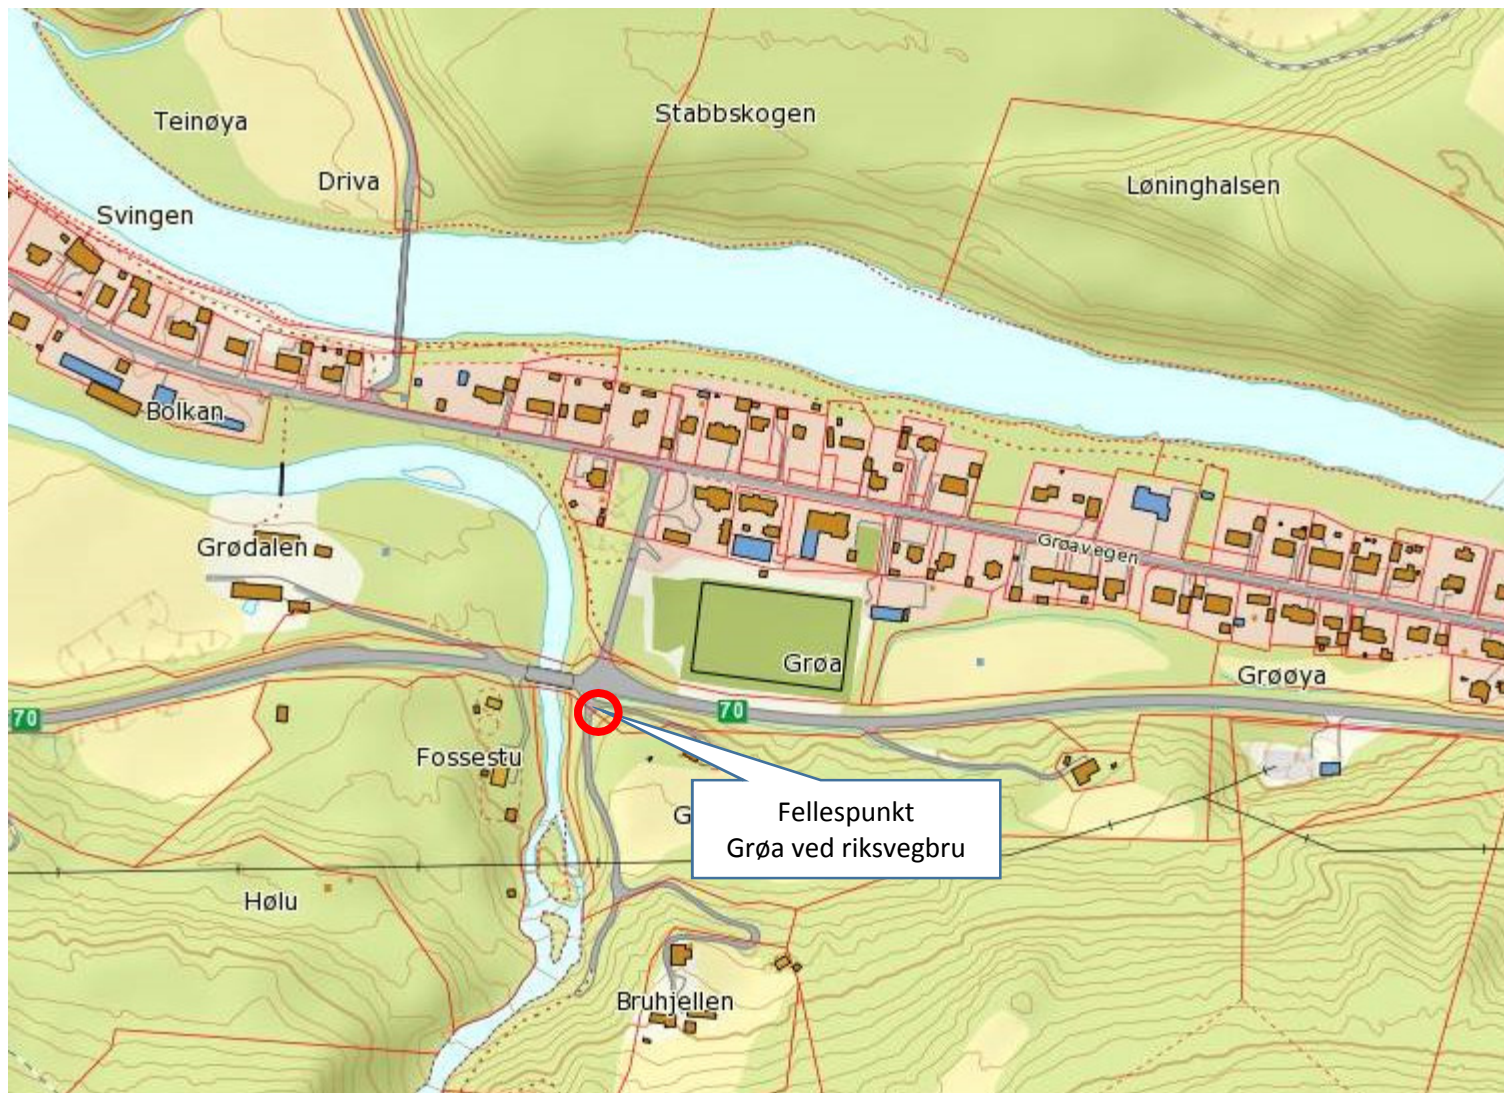 Stabbskogen
Teinøya
Driva
Løninghalsen
Svingen
Bolkan
Grøavegen
Grødalen
Grøa
Grøøya
70
70
Fossestu
Fellespunkt
Grøa ved riksvegbru
Hølu
Bruhjellen